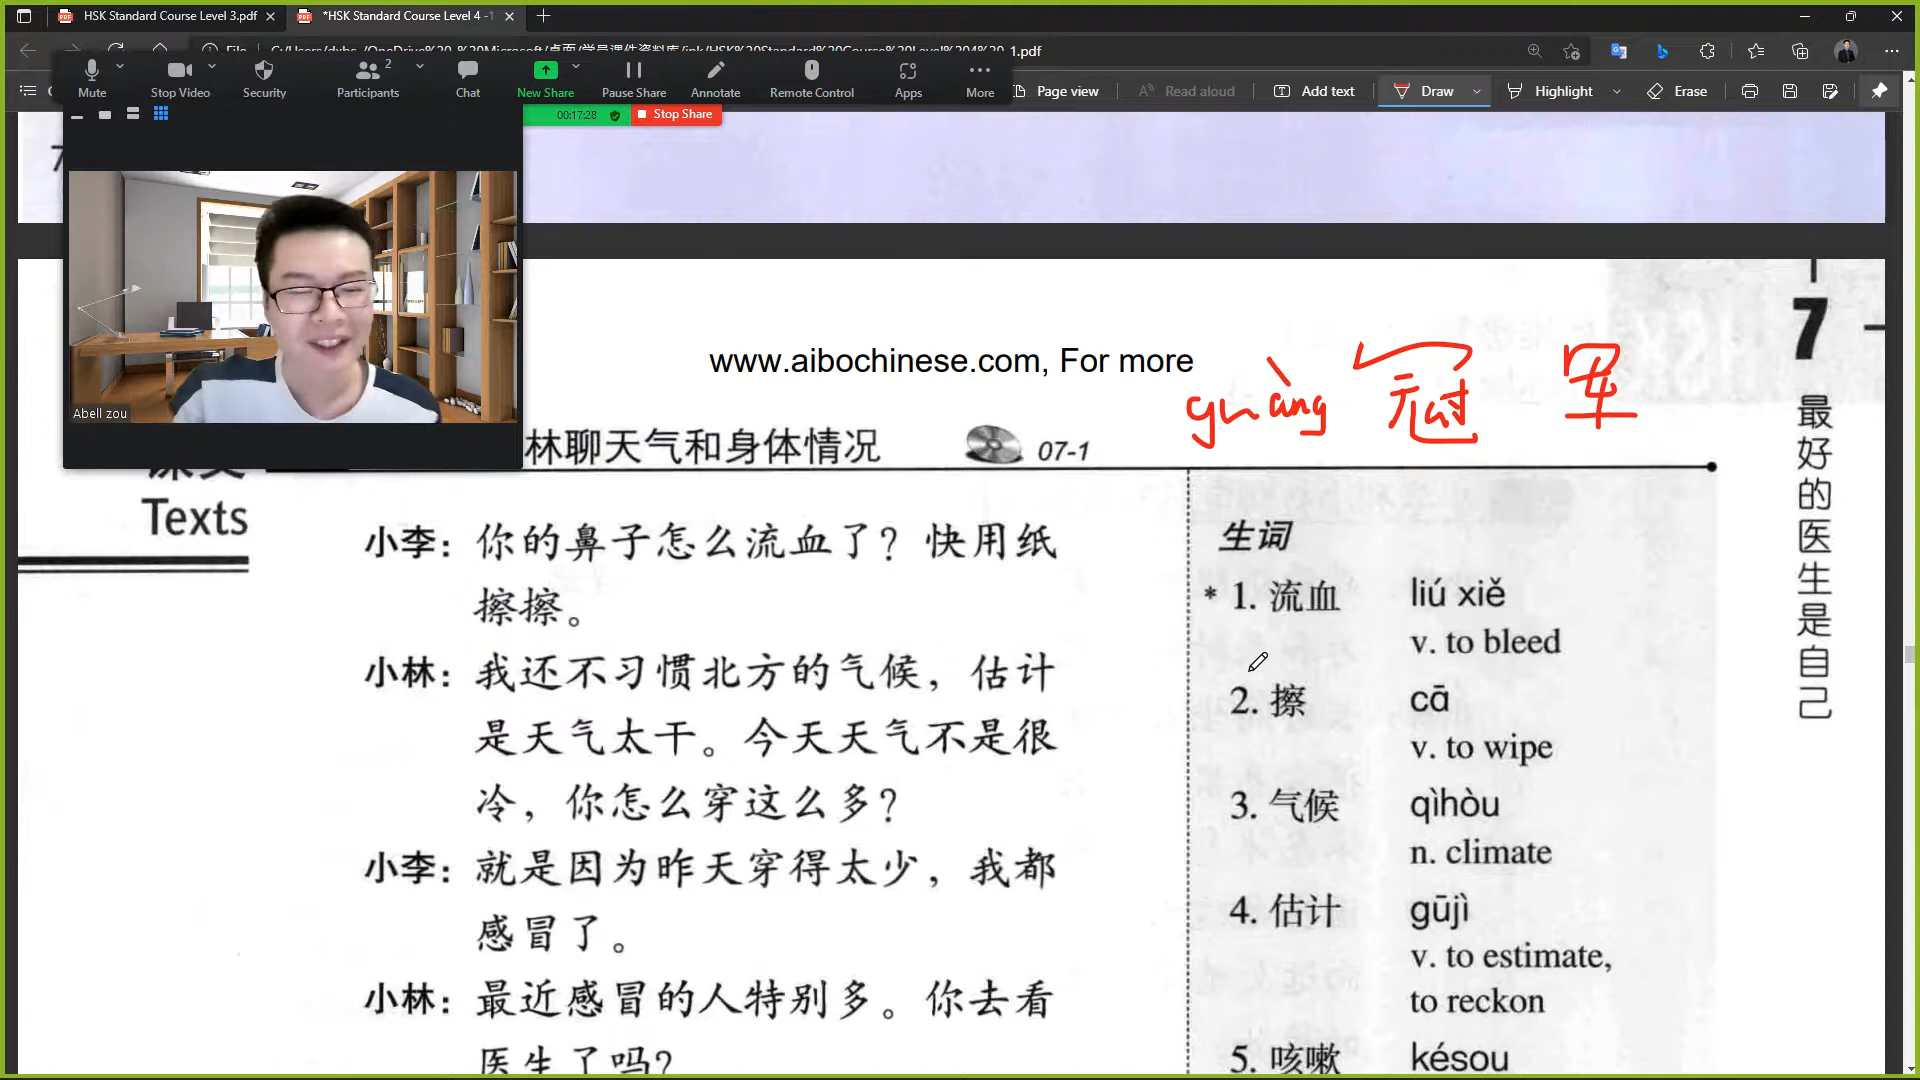 HSK Standard Course Level 3.pdf
*HSK Standard Course Level 4 -1
1.pdf
Mute
Stop Video
Security
Participants
2
Chat
New Share
Pause Share
Annotate
Remote Control
Apps
More
Page view
Read aloud
Add text
Draw
Highlight
Erase
00:17:28
Stop Share
Abell zou
www.aibochinese.com, For more
guàng 冠 军
林聊天气和身体情况
07-1
7
最好的医生是自己
Texts
小李：你的鼻子怎么流血了？快用纸
擦擦。
小林：我还不习惯北方的气候，估计
是天气太干。今天天气不是很
冷，你怎么穿这么多？
小李：就是因为昨天穿得太少，我都
感冒了。
小林：最近感冒的人特别多。你去看
医生了吗？
生词
* 1. 流血 liú xiě
v. to bleed
2. 擦 cā
v. to wipe
3. 气候 qìhòu
n. climate
4. 估计 gūjì
v. to estimate,
to reckon
5. 咳嗽 késou